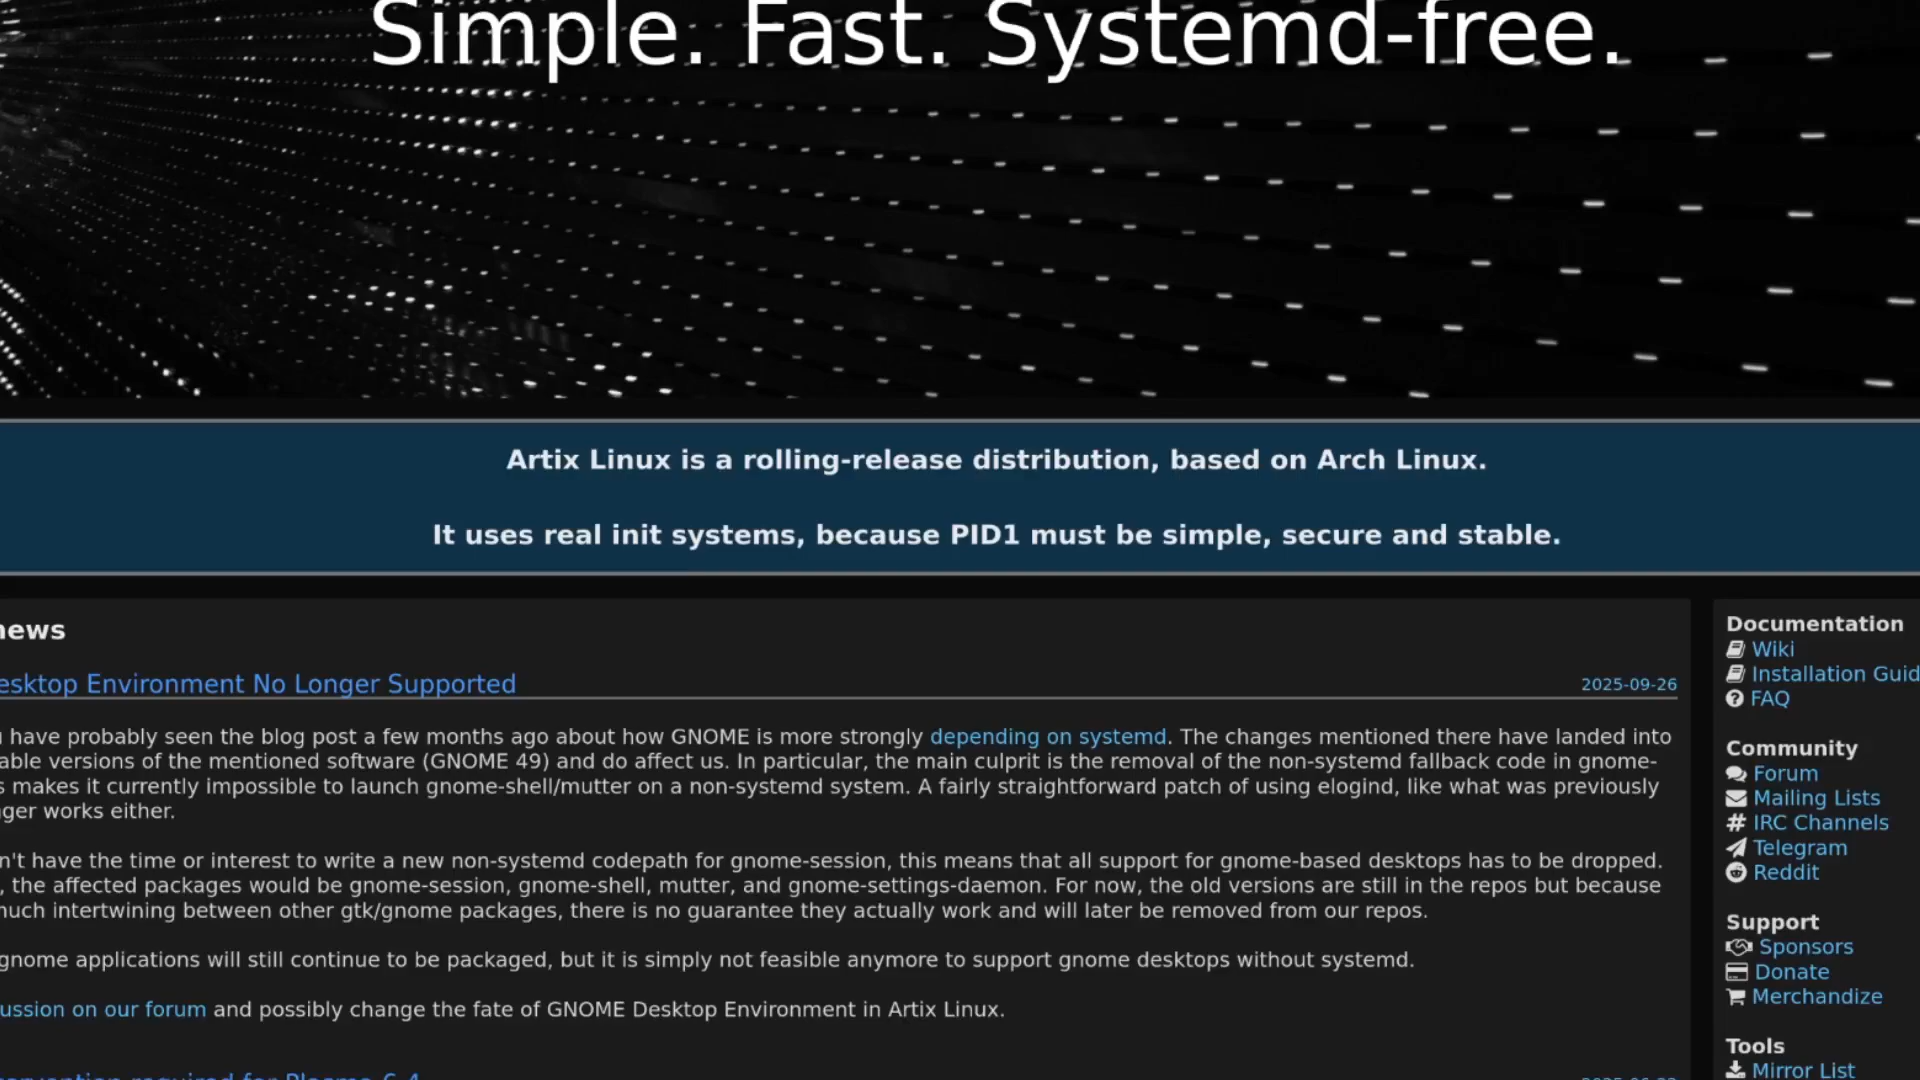 Simple. Fast. Systemd-free.
Artix Linux is a rolling-release distribution, based on Arch Linux.
It uses real init systems, because PID1 must be simple, secure and stable.
news
esktop Environment No Longer Supported
2025-09-26
have probably seen the blog post a few months ago about how GNOME is more strongly depending on systemd. The changes mentioned there have landed into
able versions of the mentioned software (GNOME 49) and do affect us. In particular, the main culprit is the removal of the non-systemd fallback code in gnome-
s makes it currently impossible to launch gnome-shell/mutter on a non-systemd system. A fairly straightforward patch of using elogind, like what was previously
ger works either.
n't have the time or interest to write a new non-systemd codepath for gnome-session, this means that all support for gnome-based desktops has to be dropped.
, the affected packages would be gnome-session, gnome-shell, mutter, and gnome-settings-daemon. For now, the old versions are still in the repos but because
much intertwining between other gtk/gnome packages, there is no guarantee they actually work and will later be removed from our repos.
gnome applications will still continue to be packaged, but it is simply not feasible anymore to support gnome desktops without systemd.
ussion on our forum and possibly change the fate of GNOME Desktop Environment in Artix Linux.
Documentation
Wiki
Installation Guid
FAQ
Community
Forum
Mailing Lists
IRC Channels
Telegram
Reddit
Support
Sponsors
Donate
Merchandize
Tools
Mirror List